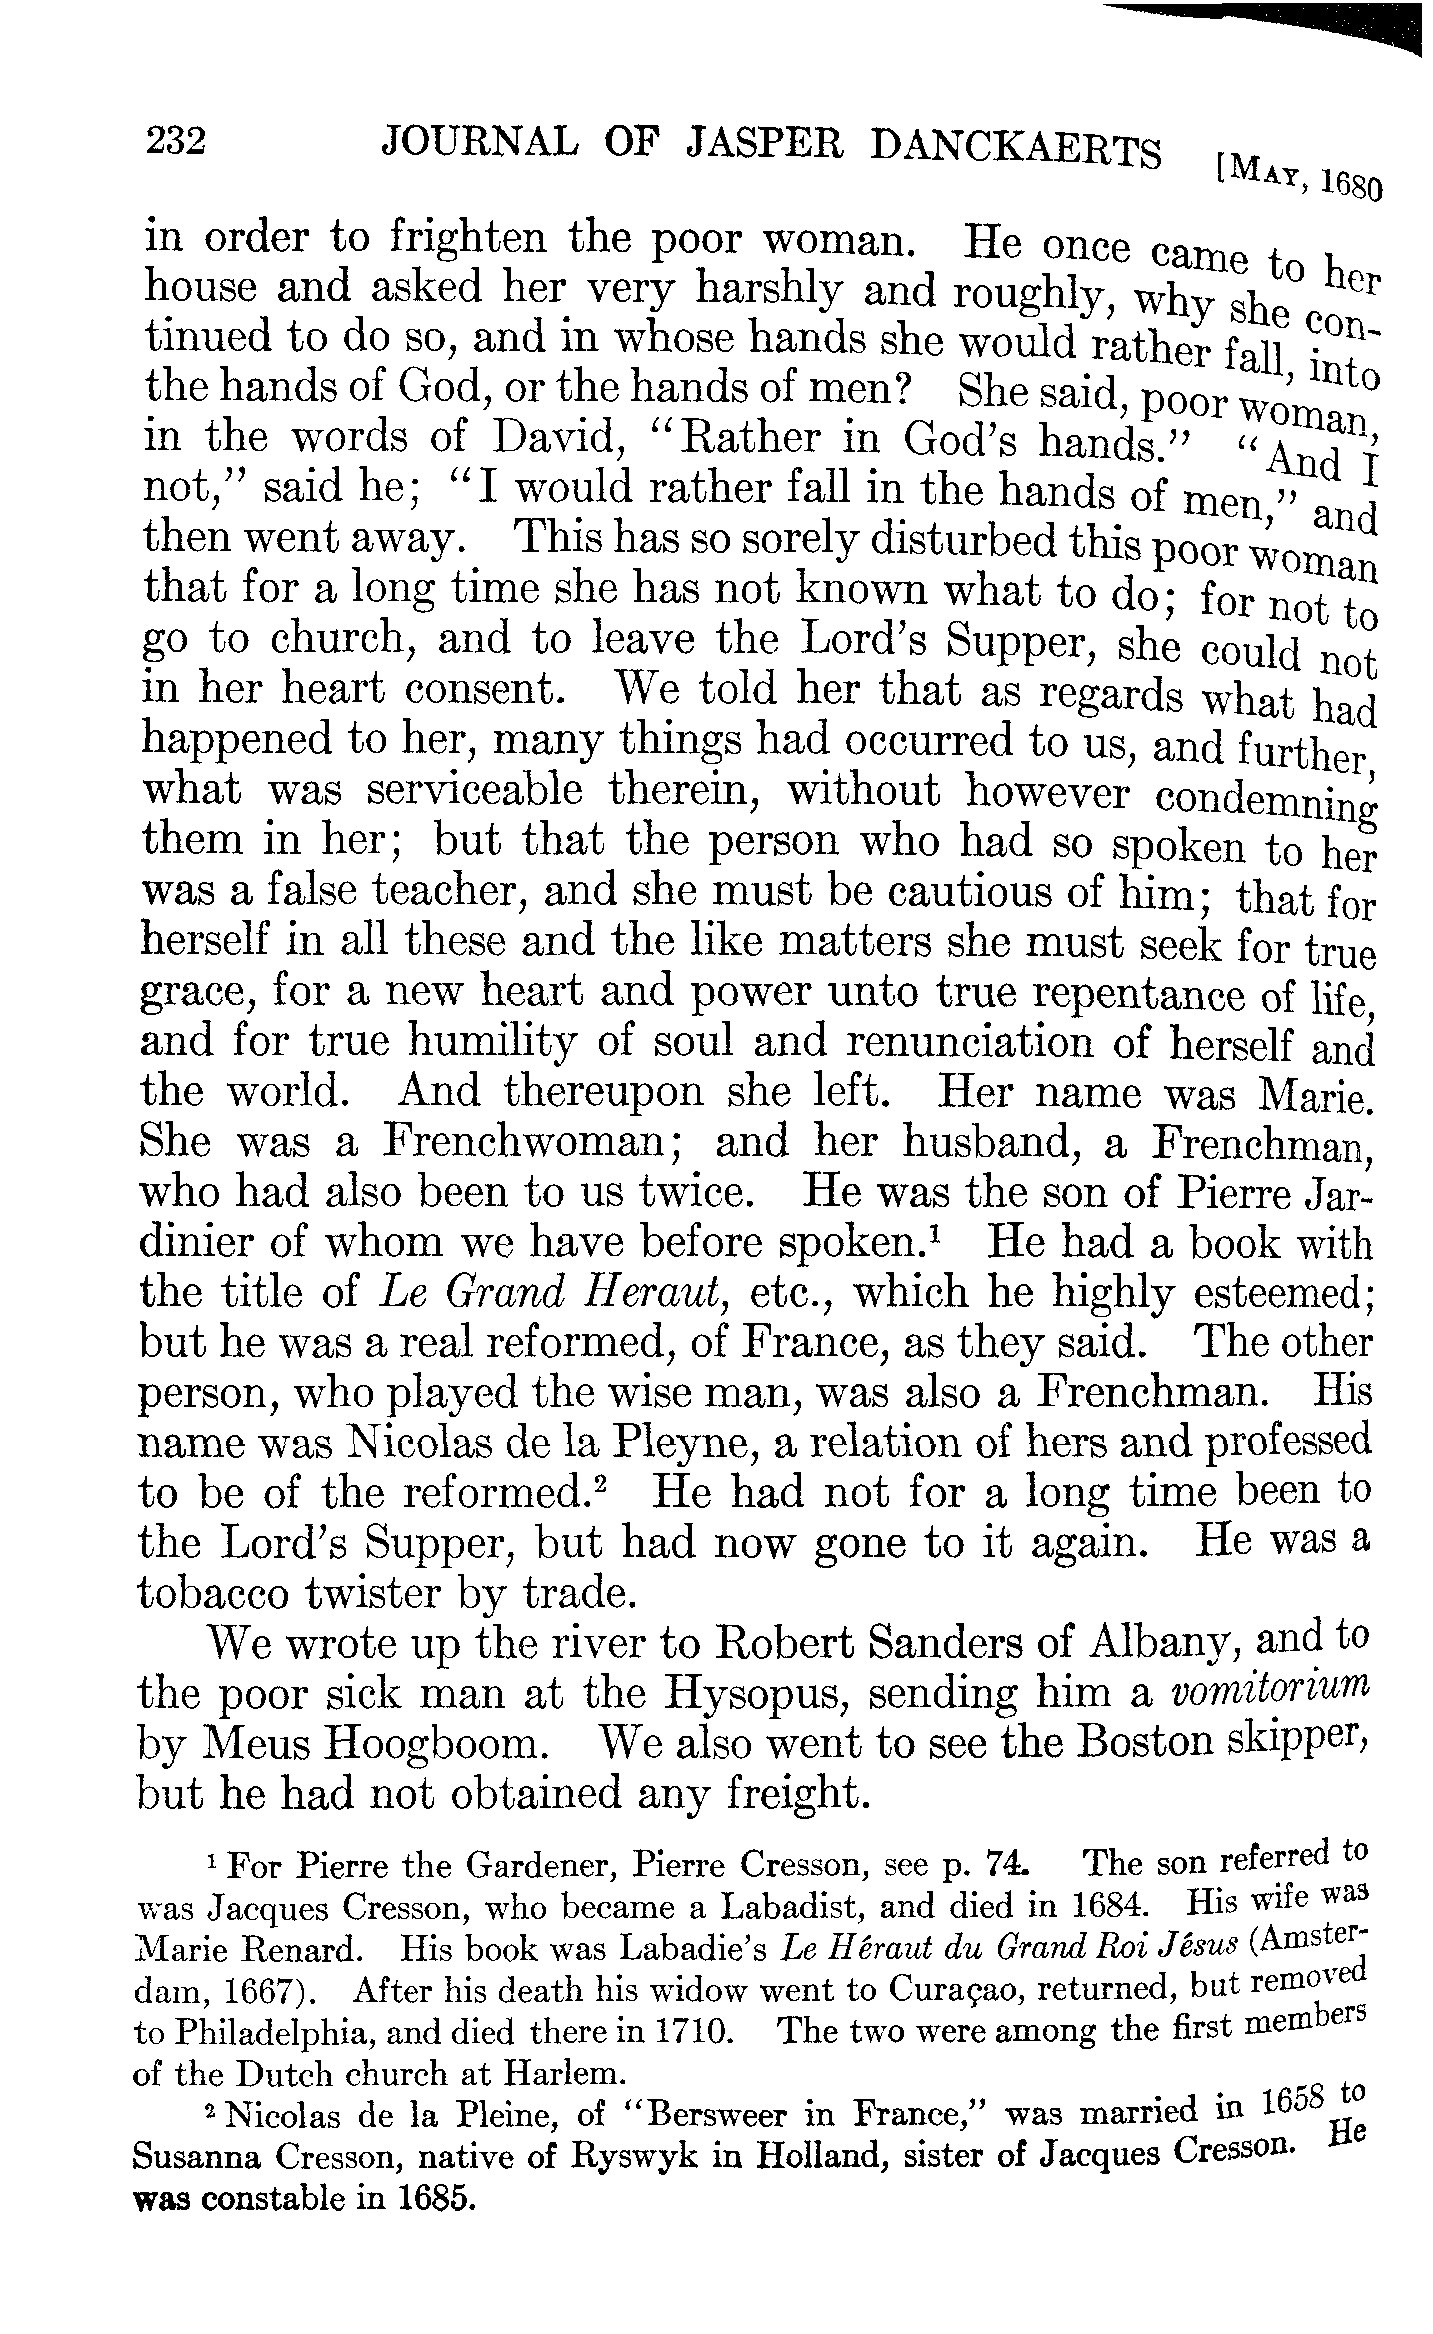 232 JOURNAL OF JASPER DANCKAERTS [MAY, 1680
in order to frighten the poor woman. He once came to her
house and asked her very harshly and roughly, why she con-
tinued to do so, and in whose hands she would rather fall, into
the hands of God, or the hands of men? She said, poor woman,
in the words of David, "Rather in God's hands." "And I
not," said he; "I would rather fall in the hands of men," and
then went away. This has so sorely disturbed this poor woman
that for a long time she has not known what to do; for not to
go to church, and to leave the Lord's Supper, she could not
in her heart consent. We told her that as regards what had
happened to her, many things had occurred to us, and further,
what was serviceable therein, without however condemning
them in her; but that the person who had so spoken to her
was a false teacher, and she must be cautious of him; that for
herself in all these and the like matters she must seek for true
grace, for a new heart and power unto true repentance of life,
and for true humility of soul and renunciation of herself and
the world. And thereupon she left. Her name was Marie.
She was a Frenchwoman; and her husband, a Frenchman,
who had also been to us twice. He was the son of Pierre Jar-
dinier of whom we have before spoken.¹ He had a book with
the title of Le Grand Heraut, etc., which he highly esteemed;
but he was a real reformed, of France, as they said. The other
person, who played the wise man, was also a Frenchman. His
name was Nicolas de la Pleyne, a relation of hers and professed
to be of the reformed.² He had not for a long time been to
the Lord's Supper, but had now gone to it again. He was a
tobacco twister by trade.
We wrote up the river to Robert Sanders of Albany, and to
the poor sick man at the Hysopus, sending him a vomitorium
by Meus Hoogboom. We also went to see the Boston skipper,
but he had not obtained any freight.
¹ For Pierre the Gardener, Pierre Cresson, see p. 74. The son referred to
was Jacques Cresson, who became a Labadist, and died in 1684. His wife was
Marie Renard. His book was Labadie's Le Héraut du Grand Roi Jésus (Amster-
dam, 1667). After his death his widow went to Curaçao, returned, but removed
to Philadelphia, and died there in 1710. The two were among the first members
of the Dutch church at Harlem.
² Nicolas de la Pleine, of "Bersweer in France," was married in 1658 to
Susanna Cresson, native of Ryswyk in Holland, sister of Jacques Cresson. He
was constable in 1685.